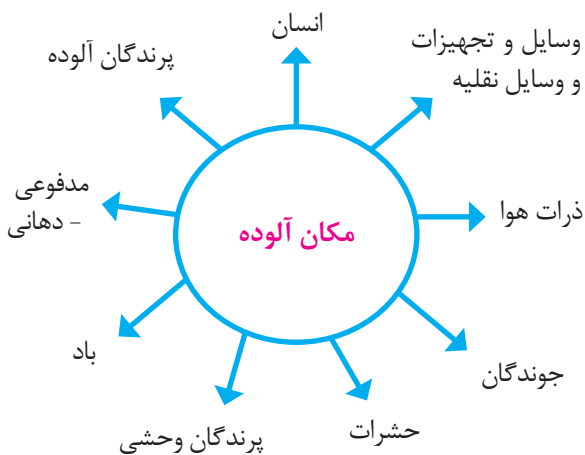 انسان
وسایل و تجهیزات
و وسایل نقلیه
پرندگان آلوده
ذرات هوا
مدفوعی
- دهانی
مکان آلوده
باد
جوندگان
حشرات
پرندگان وحشی